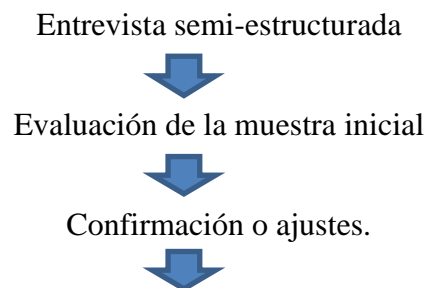 Entrevista semi-estructurada
Evaluación de la muestra inicial
Confirmación o ajustes.